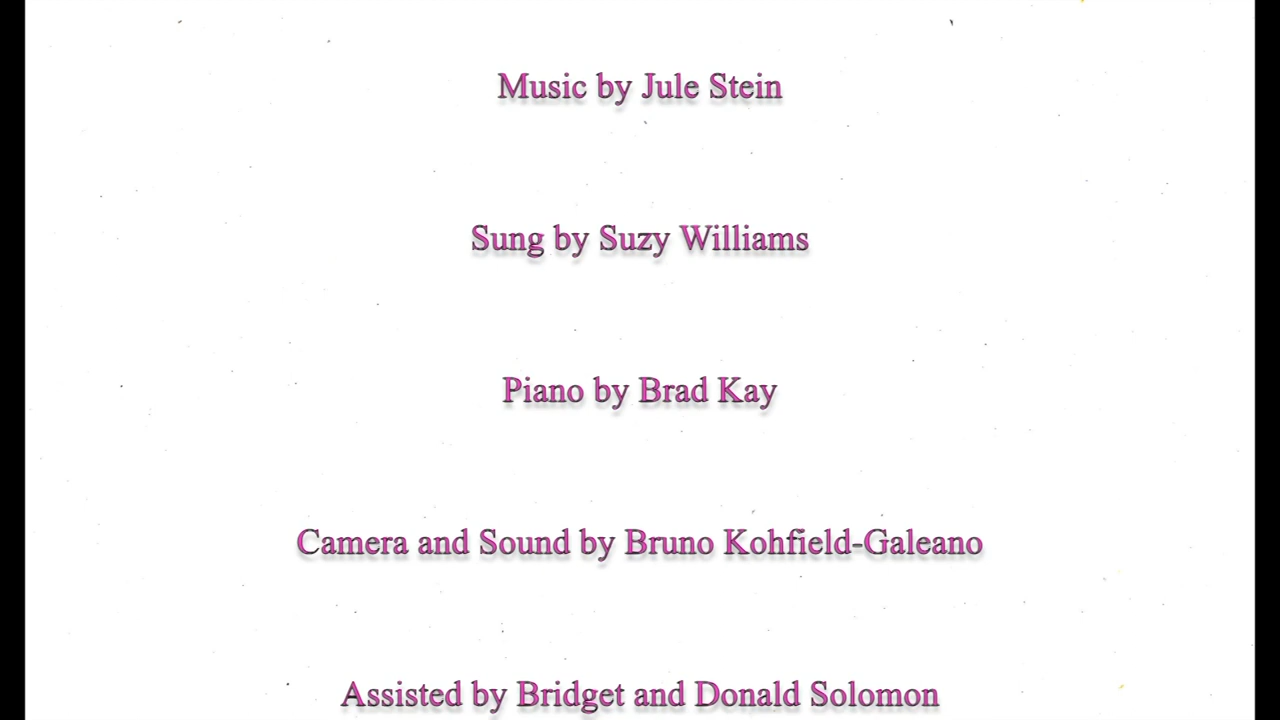 Music by Jule Stein
Sung by Suzy Williams
Piano by Brad Kay
Camera and Sound by Bruno Kohfield-Galeano
Assisted by Bridget and Donald Solomon